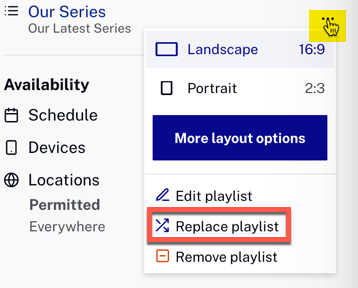 Our Series
Our Latest Series
Landscape 16:9
Portrait 2:3
More layout options
Edit playlist
Replace playlist
Remove playlist
Availability
Schedule
Devices
Locations
Permitted
Everywhere